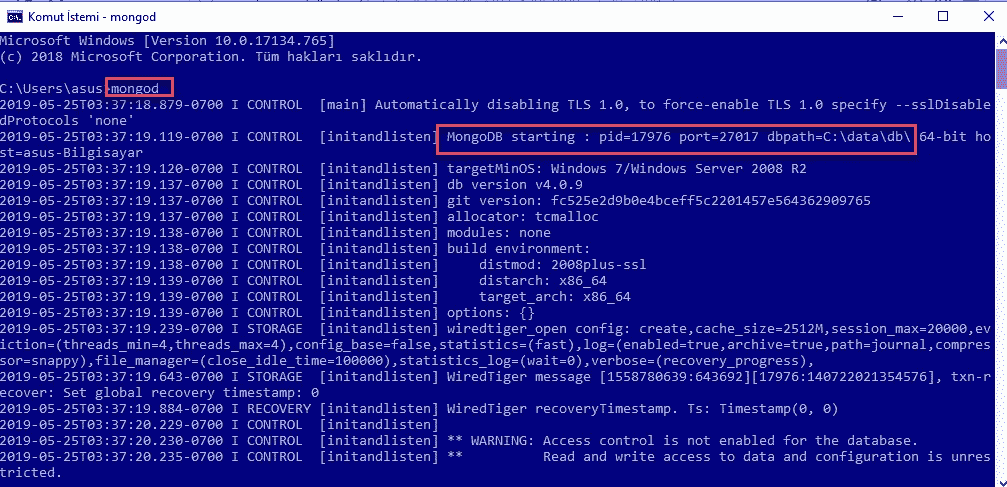 Komut İstemi - mongod
Microsoft Windows [Version 10.0.17134.765]
(c) 2018 Microsoft Corporation. Tüm hakları saklıdır.
C:\Users\asus>mongod
2019-05-25T03:37:18.879-0700 I CONTROL  [main] Automatically disabling TLS 1.0, to force-enable TLS 1.0 specify --sslDisable
dProtocols 'none'
2019-05-25T03:37:19.119-0700 I CONTROL  [initandlisten] MongoDB starting : pid=17976 port=27017 dbpath=C:\data\db\ 64-bit ho
st=asus-Bilgisayar
2019-05-25T03:37:19.120-0700 I CONTROL  [initandlisten] targetMinOS: Windows 7/Windows Server 2008 R2
2019-05-25T03:37:19.137-0700 I CONTROL  [initandlisten] db version v4.0.9
2019-05-25T03:37:19.137-0700 I CONTROL  [initandlisten] git version: fc525e2d9b0e4bceff5c2201457e564362909765
2019-05-25T03:37:19.137-0700 I CONTROL  [initandlisten] allocator: tcmalloc
2019-05-25T03:37:19.138-0700 I CONTROL  [initandlisten] modules: none
2019-05-25T03:37:19.138-0700 I CONTROL  [initandlisten] build environment:
2019-05-25T03:37:19.138-0700 I CONTROL  [initandlisten]     distmod: 2008plus-ssl
2019-05-25T03:37:19.139-0700 I CONTROL  [initandlisten]     distarch: x86_64
2019-05-25T03:37:19.139-0700 I CONTROL  [initandlisten]     target_arch: x86_64
2019-05-25T03:37:19.139-0700 I CONTROL  [initandlisten] options: {}
2019-05-25T03:37:19.239-0700 I STORAGE  [initandlisten] wiredtiger_open config: create,cache_size=2512M,session_max=20000,ev
iction=(threads_min=4,threads_max=4),config_base=false,statistics=(fast),log=(enabled=true,archive=true,path=journal,compres
sor=snappy),file_manager=(close_idle_time=100000),statistics_log=(wait=0),verbose=(recovery_progress),
2019-05-25T03:37:19.643-0700 I STORAGE  [initandlisten] WiredTiger message [1558780639:643692][17976:140722021354576], txn-r
ecover: Set global recovery timestamp: 0
2019-05-25T03:37:19.884-0700 I RECOVERY [initandlisten] WiredTiger recoveryTimestamp. Ts: Timestamp(0, 0)
2019-05-25T03:37:20.229-0700 I CONTROL  [initandlisten]
2019-05-25T03:37:20.230-0700 I CONTROL  [initandlisten] ** WARNING: Access control is not enabled for the database.
2019-05-25T03:37:20.235-0700 I CONTROL  [initandlisten] **          Read and write access to data and configuration is unres
tricted.